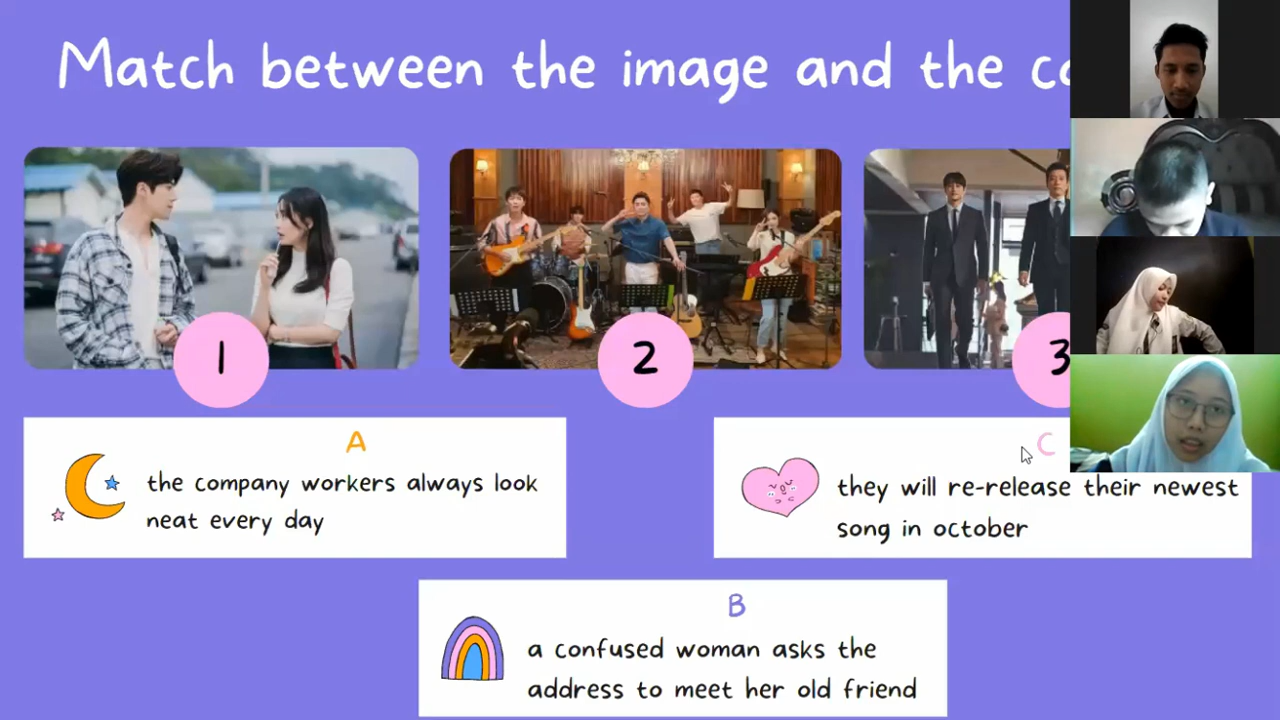 Match between the image and the
1
2
3
A
the company workers always look
neat every day
C
they will re-release their newest
song in october
B
a confused woman asks the
address to meet her old friend